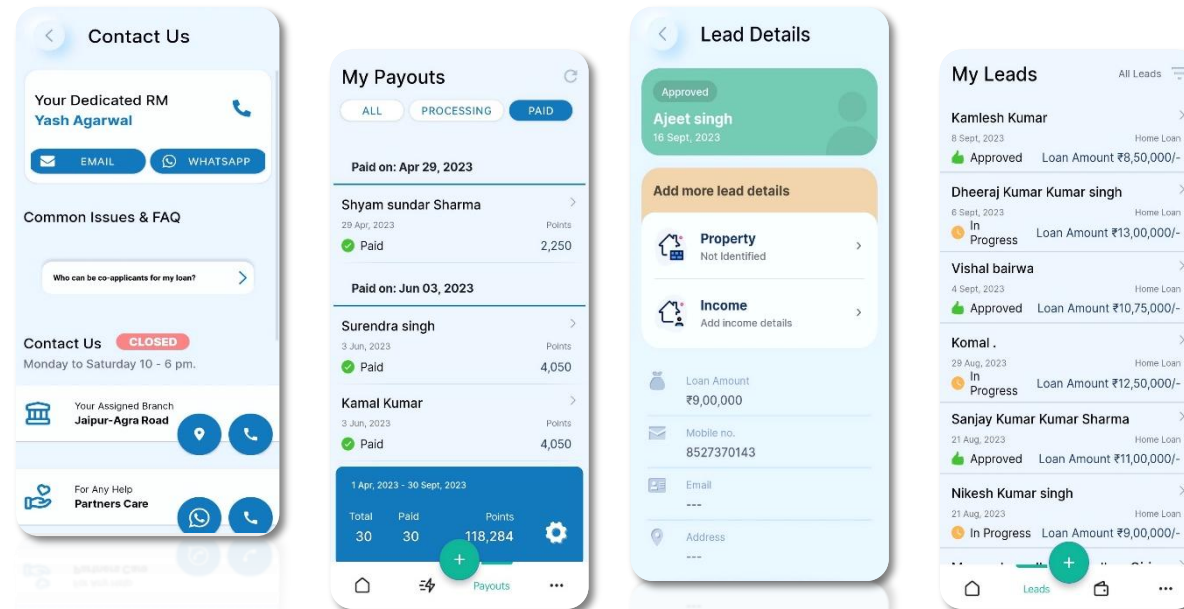 Contact Us
Your Dedicated RM
Yash Agarwal
EMAIL
WHATSAPP
Common Issues & FAQ
Who can be co-applicants for my loan?
Contact Us CLOSED
Monday to Saturday 10 - 6 pm.
Your Assigned Branch
Jaipur-Agra Road
For Any Help
Partners Care
My Payouts
ALL PROCESSING PAID
Paid on: Apr 29, 2023
Shyam sundar Sharma
29 Apr, 2023 Points
Paid 2,250
Paid on: Jun 03, 2023
Surendra singh
3 Jun, 2023 Points
Paid 4,050
Kamal Kumar
3 Jun, 2023 Points
Paid 4,050
1 Apr, 2023 - 30 Sept, 2023
Total Paid Points
30 30 118,284
Payouts
Lead Details
Approved
Ajeet singh
16 Sept, 2023
Add more lead details
Property
Not Identified
Income
Add income details
Loan Amount
₹9,00,000
Mobile no.
8527370143
Email
---
Address
---
My Leads All Leads
Kamlesh Kumar
8 Sept, 2023 Home Loan
Approved Loan Amount ₹8,50,000/-
Dheeraj Kumar Kumar singh
6 Sept, 2023 Home Loan
In Progress Loan Amount ₹13,00,000/-
Vishal bairwa
4 Sept, 2023 Home Loan
Approved Loan Amount ₹10,75,000/-
Komal .
29 Aug, 2023 Home Loan
In Progress Loan Amount ₹12,50,000/-
Sanjay Kumar Kumar Sharma
21 Aug, 2023 Home Loan
Approved Loan Amount ₹11,00,000/-
Nikesh Kumar singh
21 Aug, 2023 Home Loan
In Progress Loan Amount ₹9,00,000/-
Leads